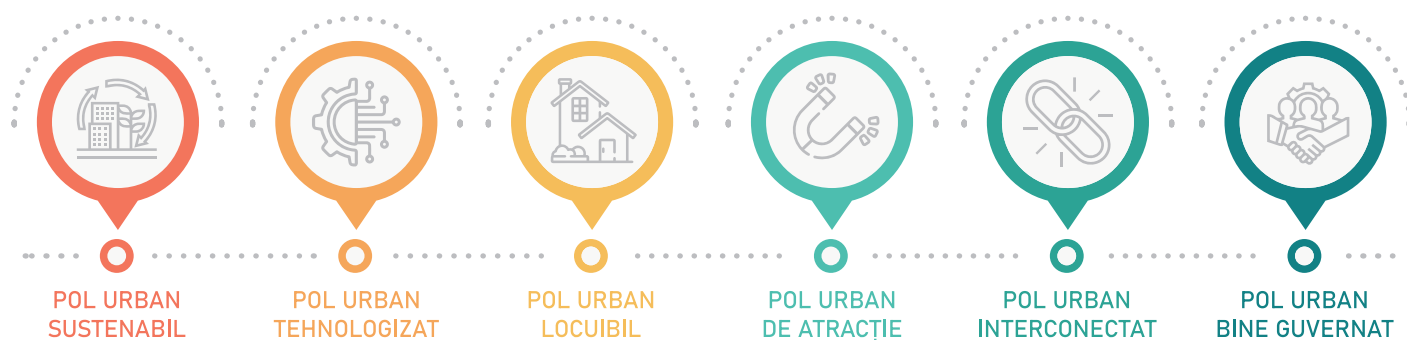 POL URBAN
SUSTENABIL
POL URBAN
TEHNOLOGIZAT
POL URBAN
LOCUIBIL
POL URBAN
DE ATRACȚIE
POL URBAN
INTERCONECTAT
POL URBAN
BINE GUVERNAT